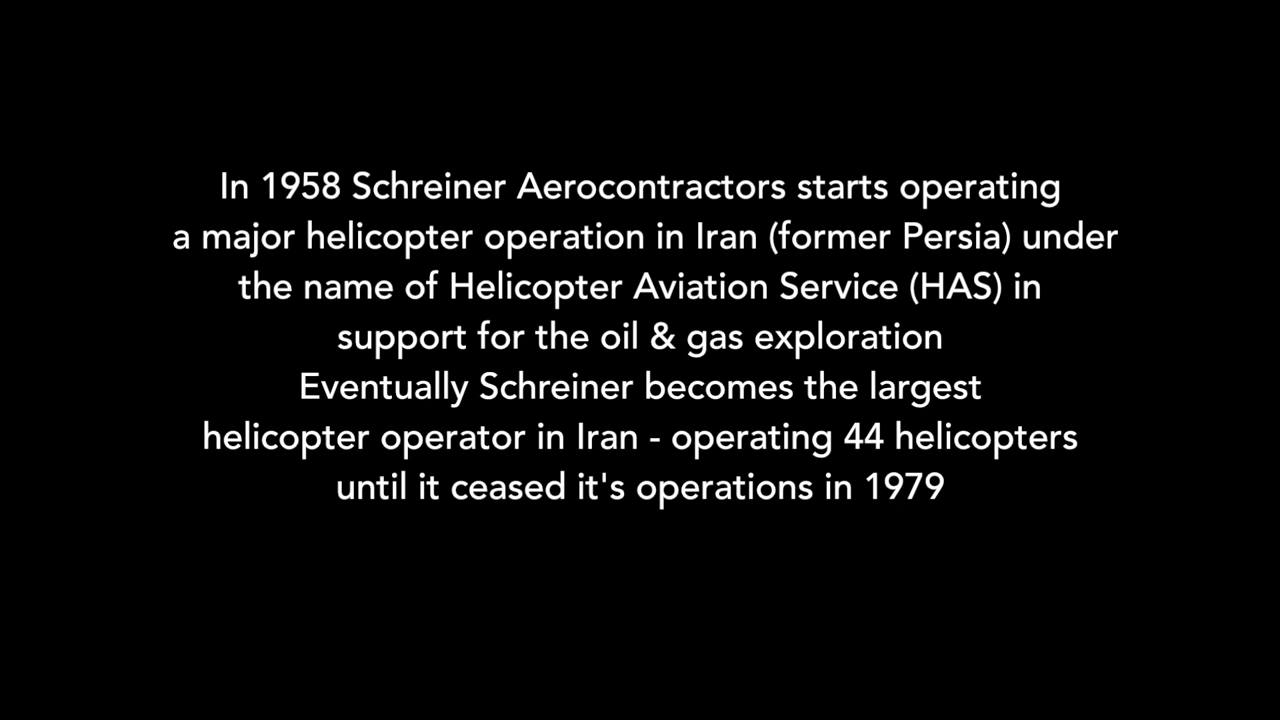 In 1958 Schreiner Aerocontractors starts operating
a major helicopter operation in Iran (former Persia) under
the name of Helicopter Aviation Service (HAS) in
support for the oil & gas exploration
Eventually Schreiner becomes the largest
helicopter operator in Iran - operating 44 helicopters
until it ceased it's operations in 1979